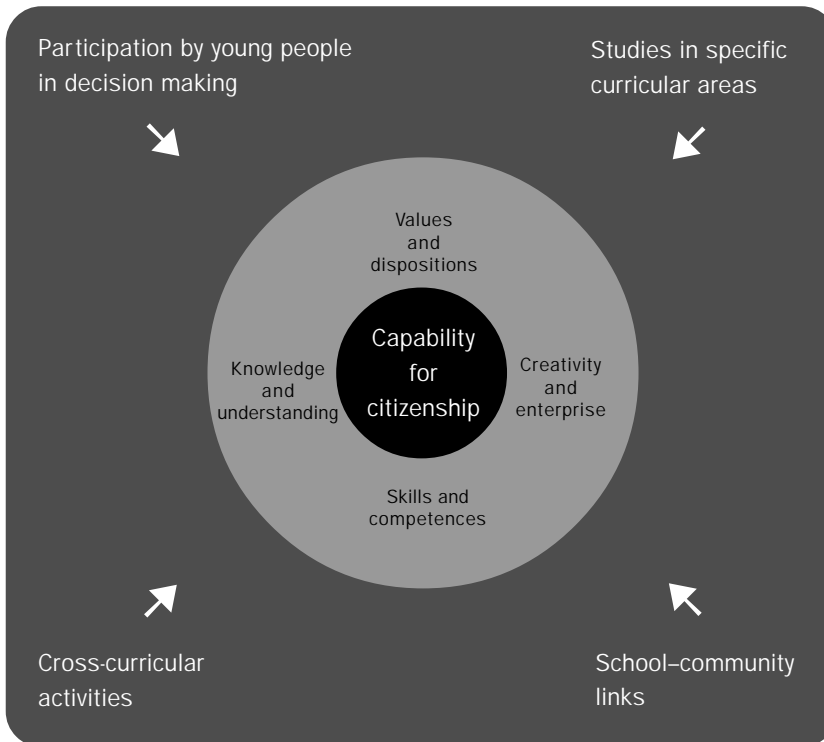 Participation by young people
in decision making
Studies in specific
curricular areas
Values
and
dispositions
Knowledge
and
understanding
Capability
for
citizenship
Creativity
and
enterprise
Skills and
competences
Cross-curricular
activities
School–community
links